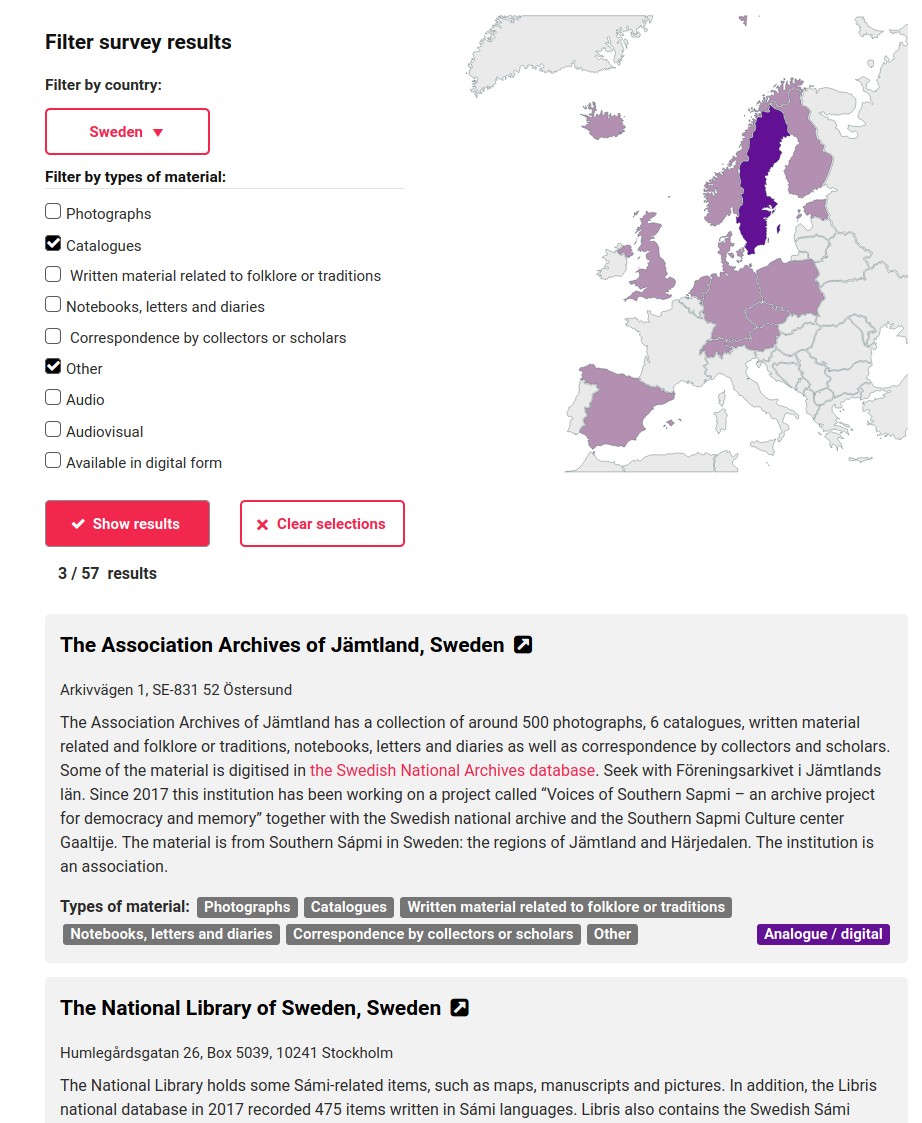 Filter survey results
Filter by country:
Sweden ▼
Filter by types of material:
Photographs
Catalogues
Written material related to folklore or traditions
Notebooks, letters and diaries
Correspondence by collectors or scholars
Other
Audio
Audiovisual
Available in digital form
Show results
Clear selections
3 / 57 results
The Association Archives of Jämtland, Sweden
Arkivvägen 1, SE-831 52 Östersund
The Association Archives of Jämtland has a collection of around 500 photographs, 6 catalogues, written material
related and folklore or traditions, notebooks, letters and diaries as well as correspondence by collectors and scholars.
Some of the material is digitised in the Swedish National Archives database. Seek with Föreningsarkivet i Jämtlands
län. Since 2017 this institution has been working on a project called “Voices of Southern Sapmi – an archive project
for democracy and memory” together with the Swedish national archive and the Southern Sapmi Culture center
Gaaltije. The material is from Southern Sápmi in Sweden: the regions of Jämtland and Härjedalen. The institution is
an association.
Types of material: Photographs Catalogues Written material related to folklore or traditions
Notebooks, letters and diaries Correspondence by collectors or scholars Other Analogue / digital
The National Library of Sweden, Sweden
Humlegårdsgatan 26, Box 5039, 10241 Stockholm
The National Library holds some Sámi-related items, such as maps, manuscripts and pictures. In addition, the Libris
national database in 2017 recorded 475 items written in Sámi languages. Libris also contains the Swedish Sámi